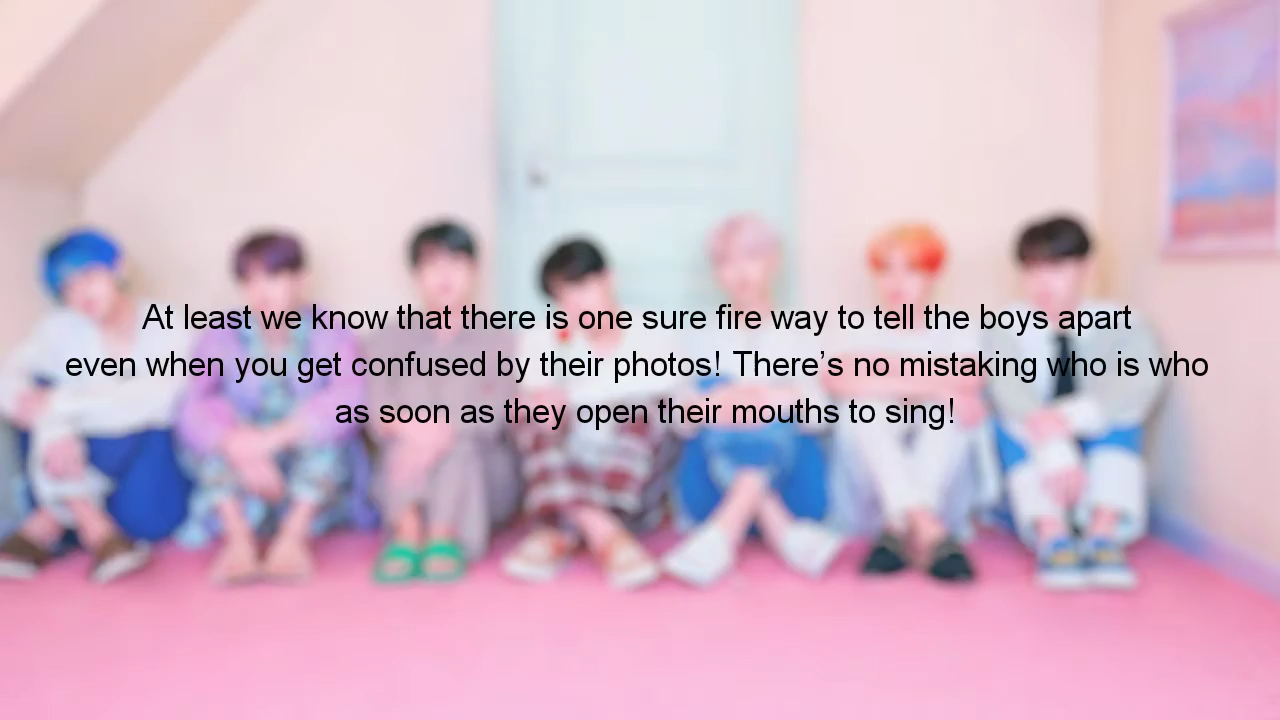 At least we know that there is one sure fire way to tell the boys apart
even when you get confused by their photos! There’s no mistaking who is who
as soon as they open their mouths to sing!